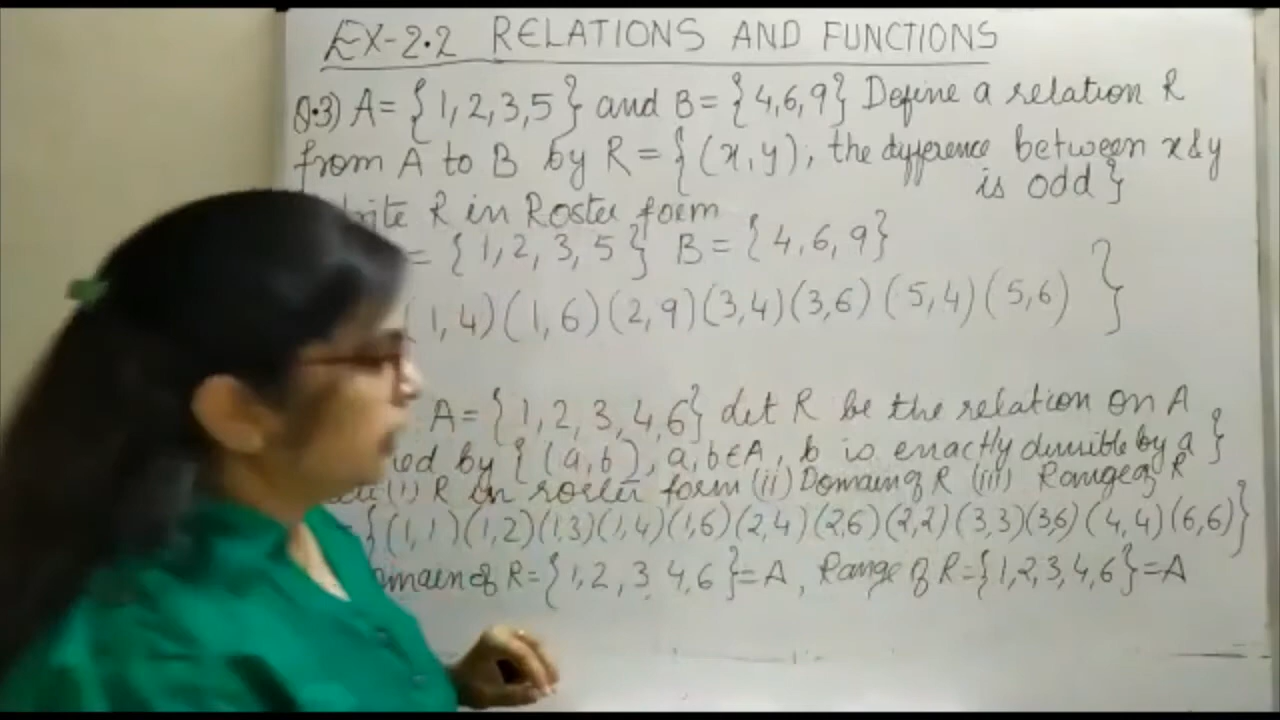 EX-2.2 RELATIONS AND FUNCTIONS
Q.3) A = {1,2,3,5} and B = {4,6,9} Define a relation R
from A to B by R = {(x,y), the difference between x & y
is odd}
R in Roster form
= {1,2,3,5} B = {4,6,9}
(1,4)(1,6)(2,9)(3,4)(3,6)(5,4)(5,6) }
A = {1,2,3,4,6} det R be the relation on A
by {(a,b), a,b∈A, b is exactly divisible by a}
(i) R in roster form (ii) Domain of R (iii) Range of R
{(1,1)(1,2)(1,3)(1,4)(1,6)(2,4)(2,6)(2,2)(3,3)(3,6)(4,4)(6,6)}
of R = {1,2,3,4,6} = A, Range of R = {1,2,3,4,6} = A